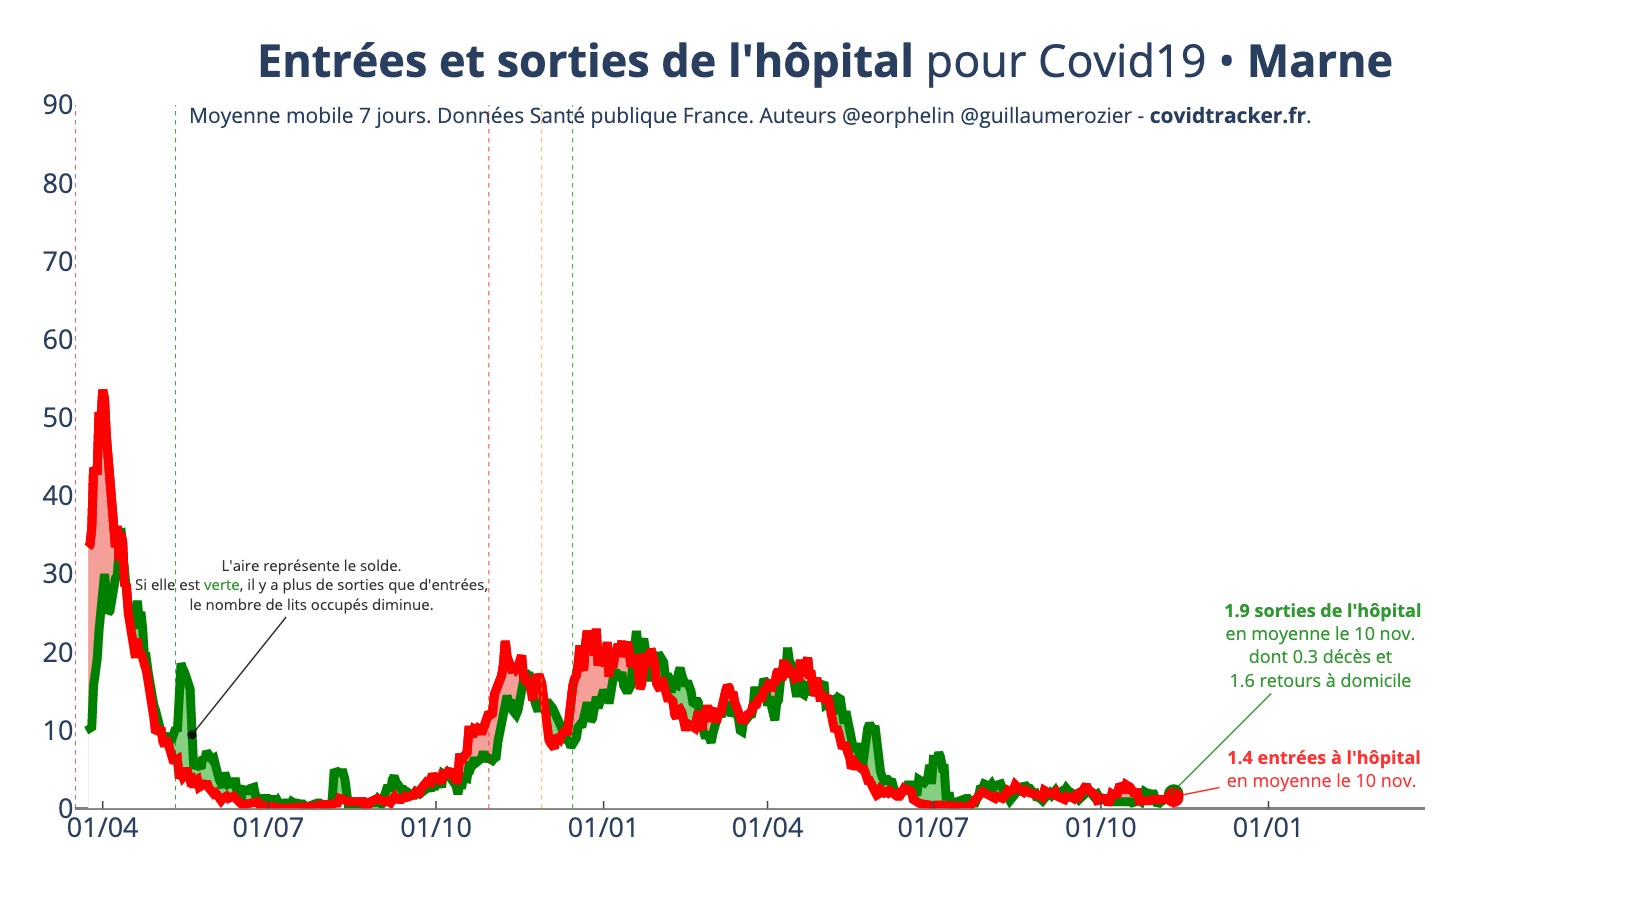 Entrées et sorties de l'hôpital pour Covid19 • Marne
Moyenne mobile 7 jours. Données Santé publique France. Auteurs @eorphelin @guillaumerozier - covidtracker.fr.
90
80
70
60
50
40
30
20
10
0
L'aire représente le solde.
Si elle est verte, il y a plus de sorties que d'entrées,
le nombre de lits occupés diminue.
1.9 sorties de l'hôpital
en moyenne le 10 nov.
dont 0.3 décès et
1.6 retours à domicile
1.4 entrées à l'hôpital
en moyenne le 10 nov.
01/04 01/07 01/10 01/01 01/04 01/07 01/10 01/01